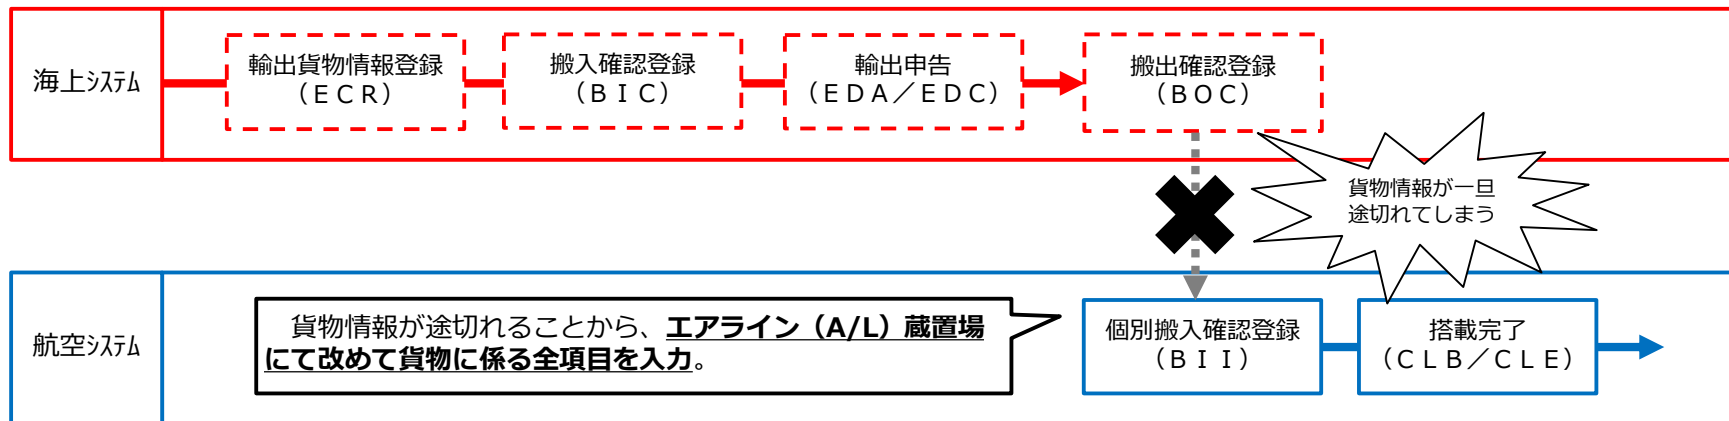 海上システム
輸出貨物情報登録
（ＥＣＲ）
搬入確認登録
（ＢＩＣ）
輸出申告
（ＥＤＡ／ＥＤＣ）
搬出確認登録
（ＢＯＣ）
貨物情報が一旦
途切れてしまう
航空システム
貨物情報が途切れることから、エアライン（A/L）蔵置場
にて改めて貨物に係る全項目を入力。
個別搬入確認登録
（ＢＩＩ）
搭載完了
（ＣＬＢ／ＣＬＥ）